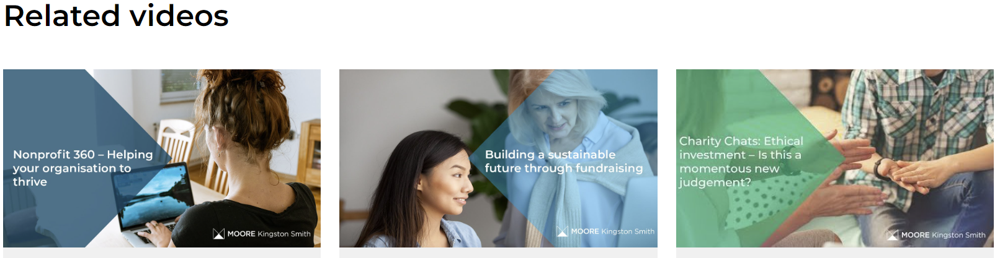 Related videos
Nonprofit 360 – Helping
your organisation to
thrive
MOORE Kingston Smith
Building a sustainable
future through fundraising
MOORE Kingston Smith
Charity Chats: Ethical
investment – Is this a
momentous new
judgement?
MOORE Kingston Smith